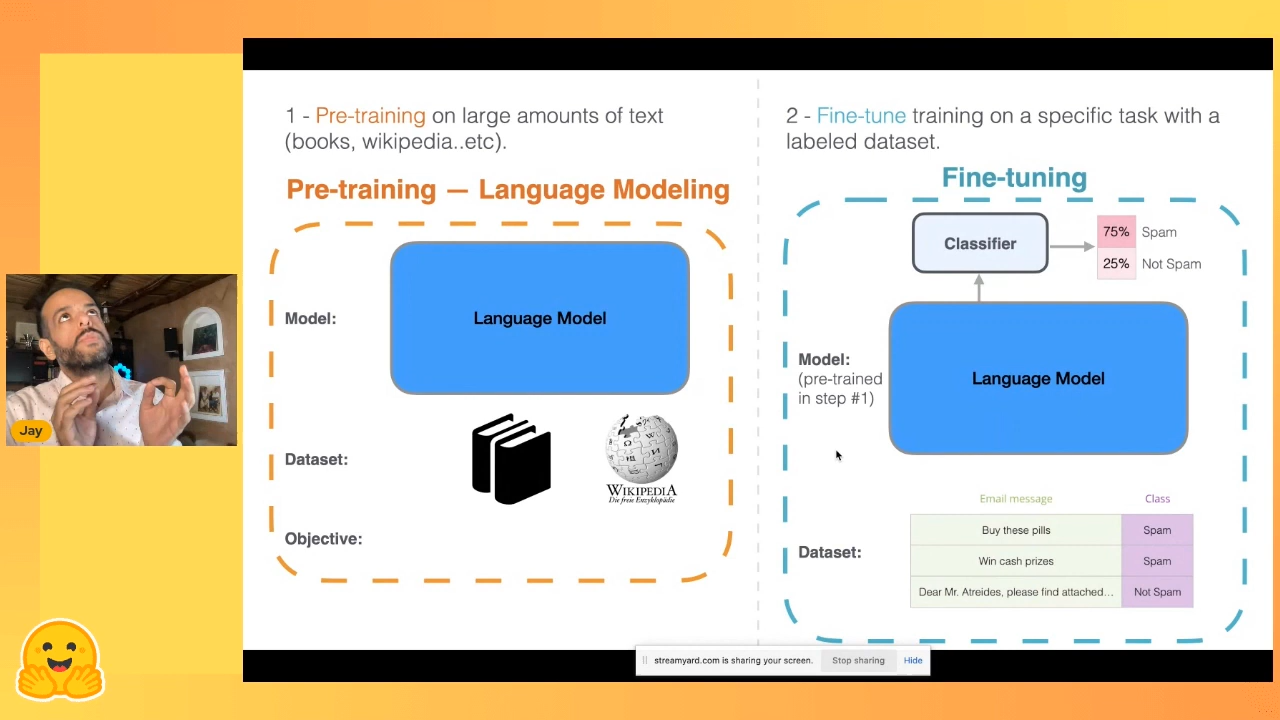 1 - Pre-training on large amounts of text
(books, wikipedia..etc).
Pre-training — Language Modeling
Model:
Language Model
Dataset:
WIKIPEDIA
Die freie Enzyklopädie
Objective:
2 - Fine-tune training on a specific task with a
labeled dataset.
Fine-tuning
Classifier
75% Spam
25% Not Spam
Model:
(pre-trained
in step #1)
Language Model
Dataset:
Email message Class
Buy these pills Spam
Win cash prizes Spam
Dear Mr. Atreides, please find attached... Not Spam
Jay
streamyard.com is sharing your screen. Stop sharing Hide